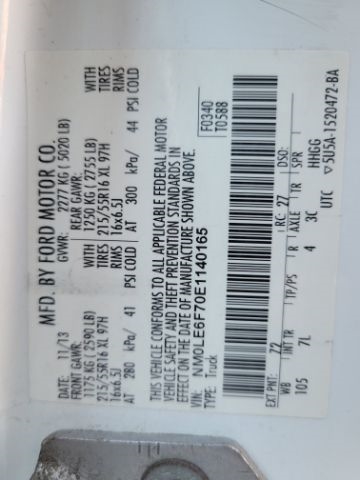 MFD. BY FORD MOTOR CO.
DATE: 11/13
GVWR: 2277 KG ( 5020 LB)
FRONT GAWR:
REAR GAWR:
1175 KG ( 2590 LB)
WITH
1250 KG ( 2755 LB)
WITH
215/55R16 XL 97H
TIRES
215/55R16 XL 97H
TIRES
16x6.5J
RIMS
16x6.5J
RIMS
AT 280 kPa/ 41 PSI COLD
AT 300 kPa/ 44 PSI COLD
THIS VEHICLE CONFORMS TO ALL APPLICABLE FEDERAL MOTOR
VEHICLE SAFETY AND THEFT PREVENTION STANDARDS IN
EFFECT ON THE DATE OF MANUFACTURE SHOWN ABOVE.
VIN: NM0LE6F70E1140165
TYPE: Truck
F0340
T0588
EXT PNT: 7Z
RC: 27
DSO:
WB
INT TR
TP/PS
R
AXLE
TR
SPR
105
7L
4
3C
HHGG
UTC
▽5U5A-1520472-BA